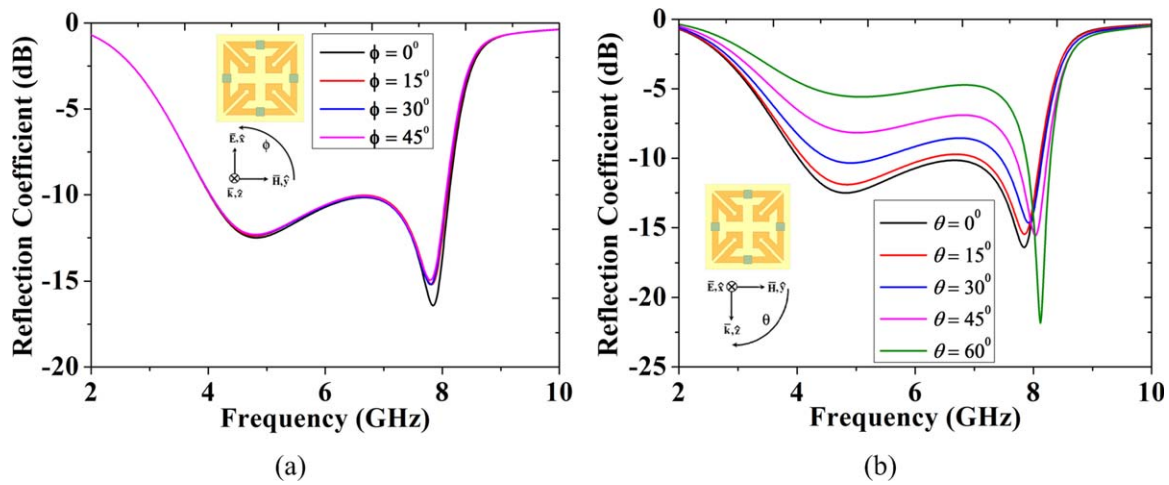 Reflection Coefficient (dB)
0
-5
-10
-15
-20
2
4
6
8
10
Frequency (GHz)
ϕ = 0⁰
ϕ = 15⁰
ϕ = 30⁰
ϕ = 45⁰
E̅,x̂
ϕ
H̅,ŷ
k̅,ẑ
(a)
Reflection Coefficient (dB)
0
-5
-10
-15
-20
-25
2
4
6
8
10
Frequency (GHz)
θ = 0⁰
θ = 15⁰
θ = 30⁰
θ = 45⁰
θ = 60⁰
E̅,x̂
H̅,ŷ
k̅,ẑ
θ
(b)